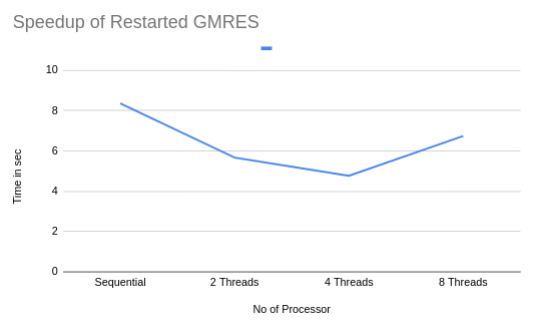 Speedup of Restarted GMRES
10
8
6
4
2
0
Time in sec
Sequential
2 Threads
4 Threads
8 Threads
No of Processor